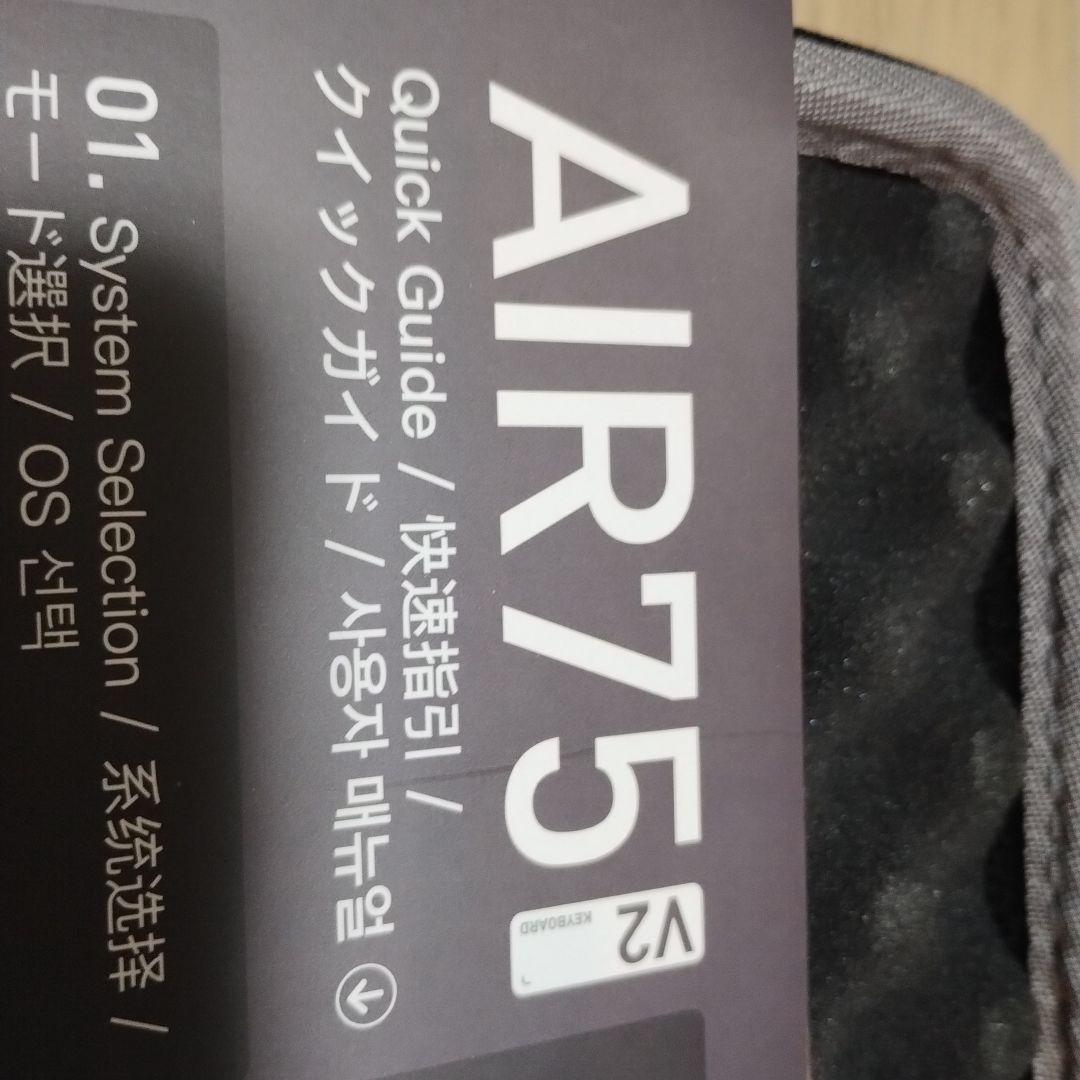 AIR75
V2
KEYBOARD
Quick Guide / 快速指引 /
クイックガイド / 사용자 매뉴얼
01. System Selection / 系统选择 /
モード選択 / OS 선택